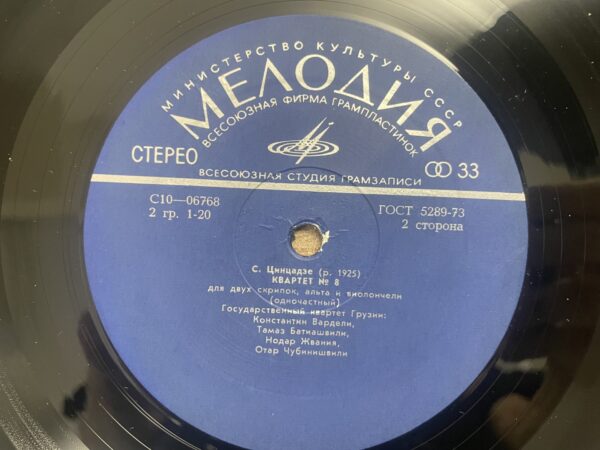 МИНИСТЕРСТВО КУЛЬТУРЫ СССР
МЕЛОДИЯ
ВСЕСОЮЗНАЯ ФИРМА ГРАМПЛАСТИНОК
СТЕРЕО
33
ВСЕСОЮЗНАЯ СТУДИЯ ГРАМЗАПИСИ
С10—06768
2 гр. 1-20
ГОСТ 5289-73
2 сторона
С. Цинцадзе (р. 1925)
КВАРТЕТ № 8
для двух скрипок, альта и виолончели
(одночастный)
Государственный квартет Грузии:
Константин Вардели,
Тамаз Батиашвили,
Нодар Жвания,
Отар Чубинишвили